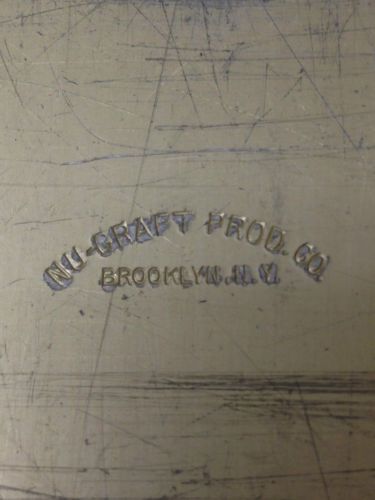 NU-CRAFT PROD. CO.
BROOKLYN. N. Y.